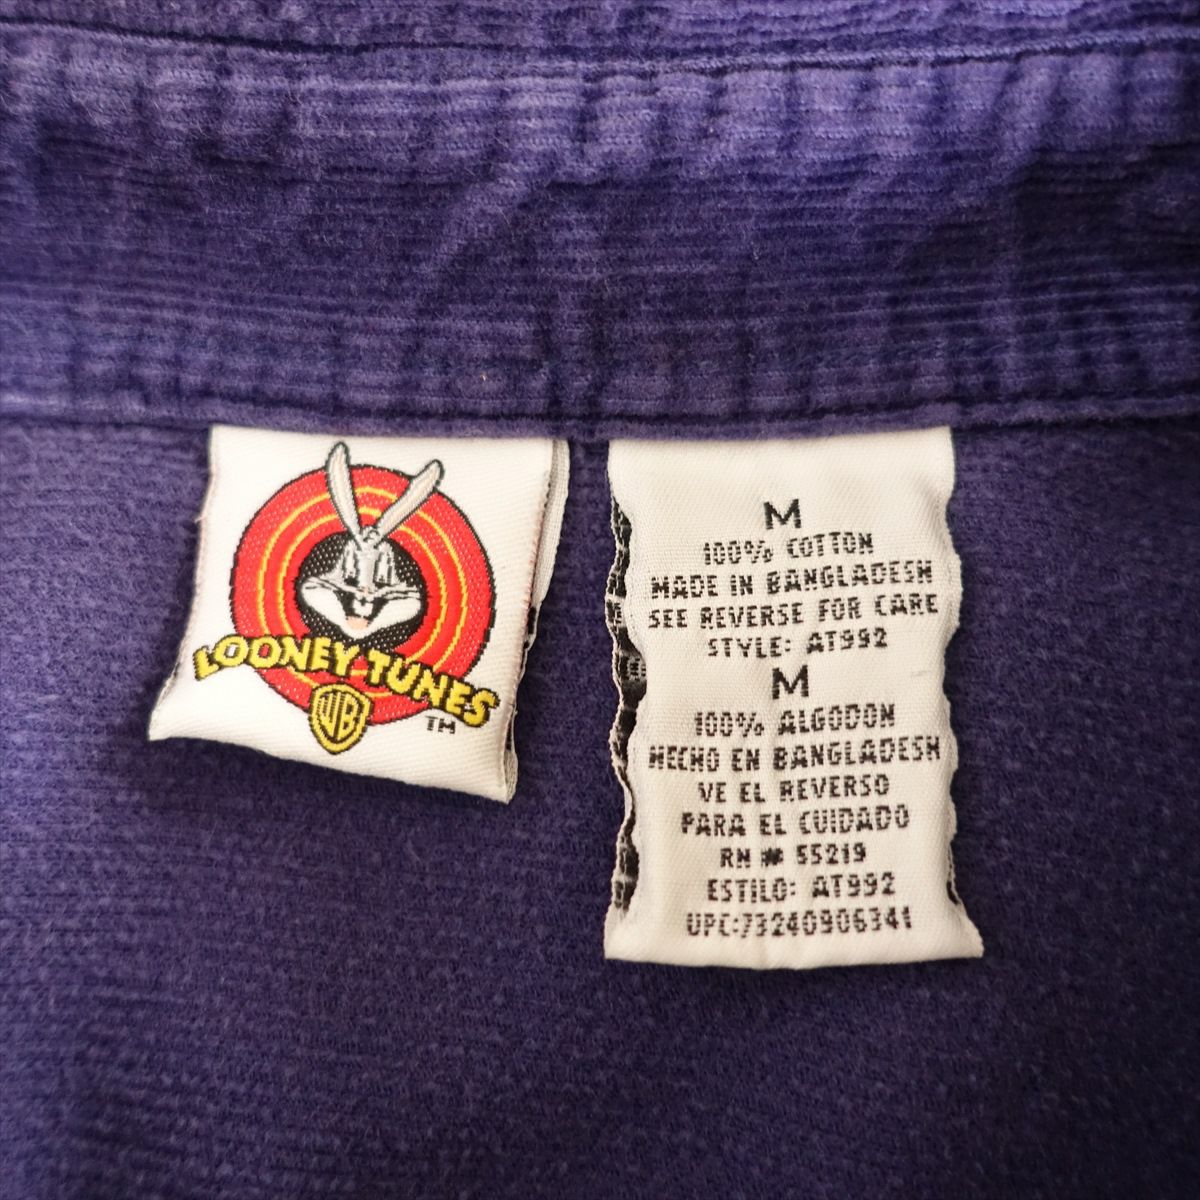 LOONEY TUNES
WB
TM
M
100% COTTON
MADE IN BANGLADESH
SEE REVERSE FOR CARE
STYLE: AT992
M
100% ALGODON
HECHO EN BANGLADESH
VE EL REVERSO
PARA EL CUIDADO
RN # 55219
ESTILO: AT992
UPC:73240906341